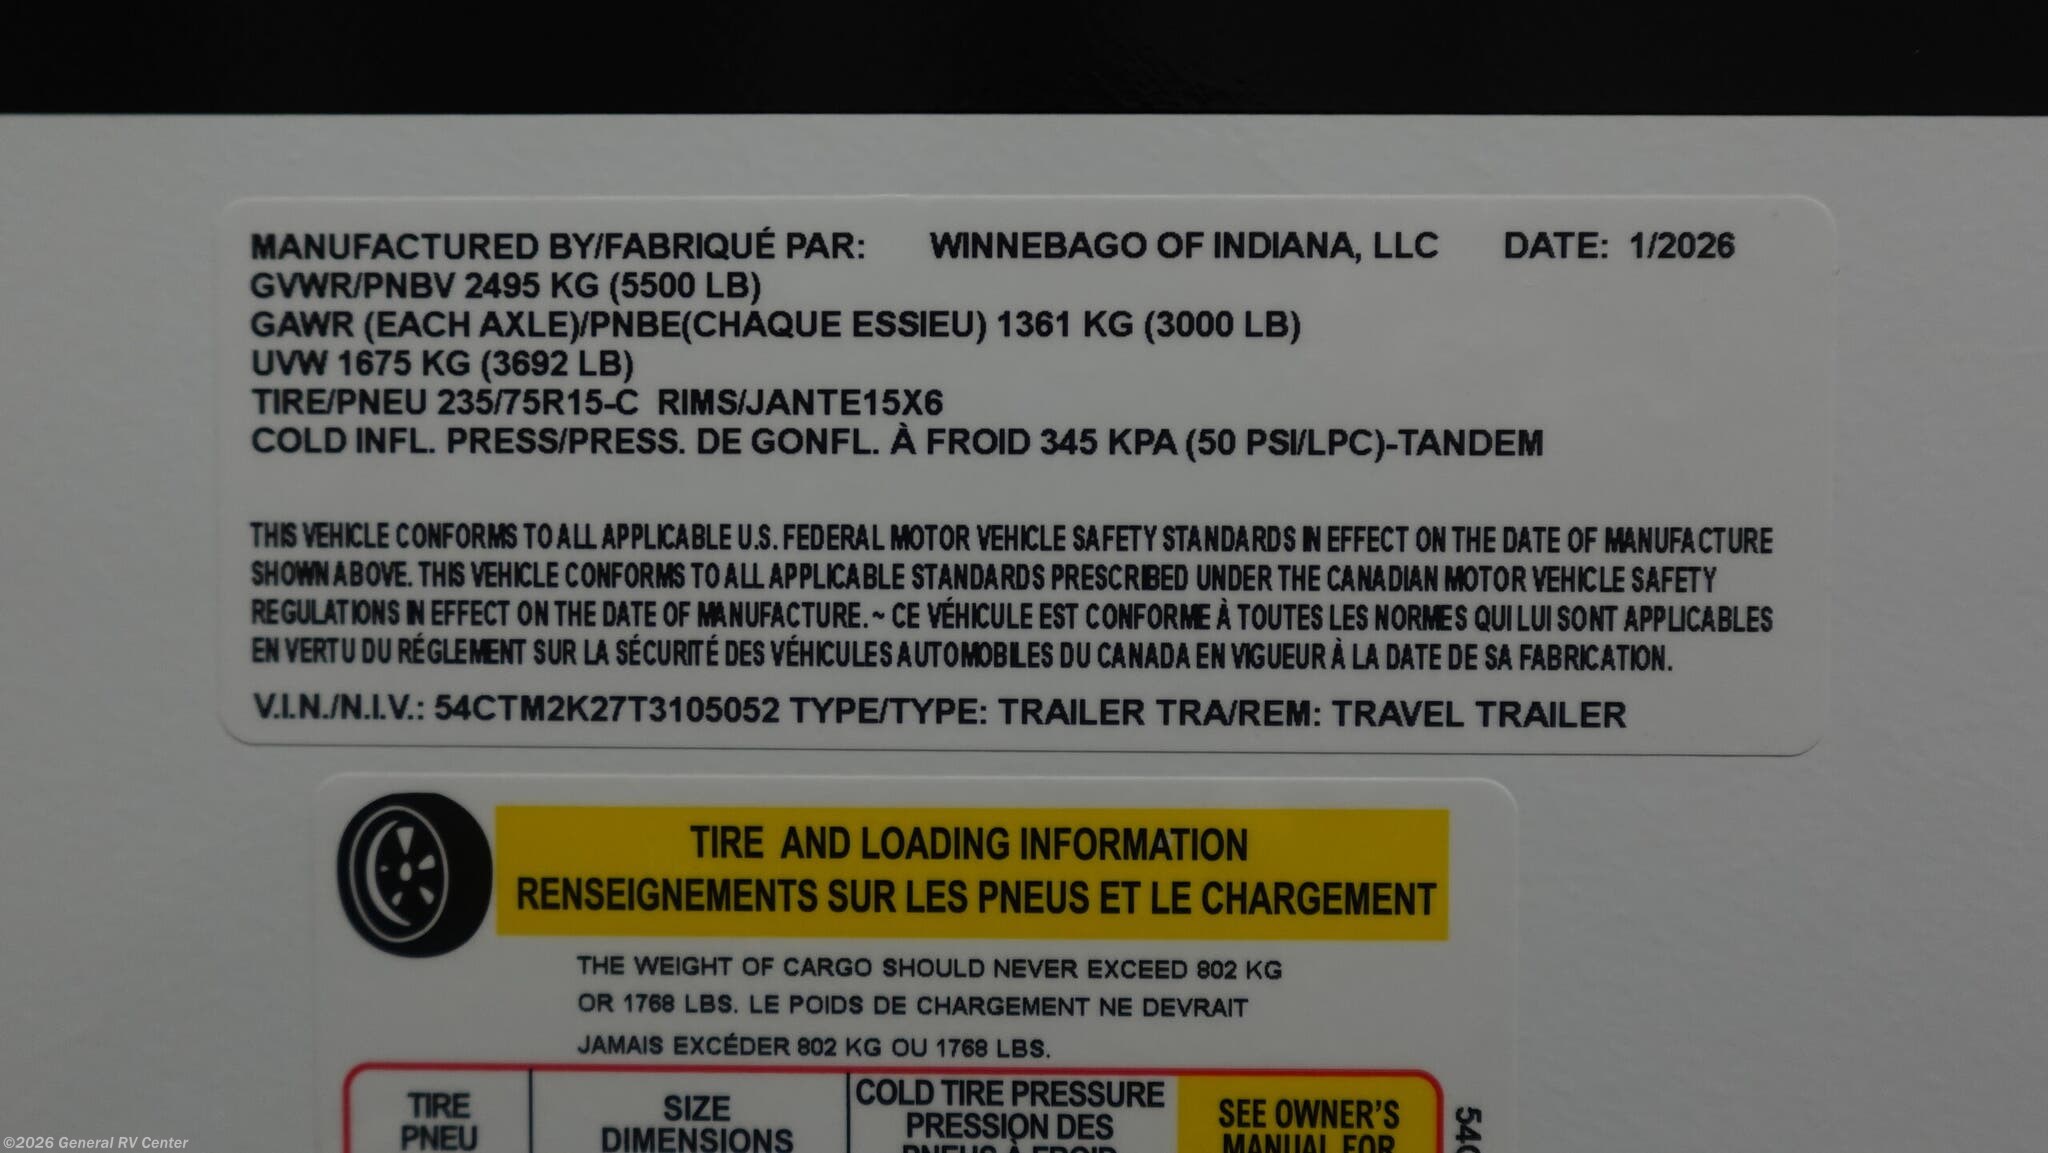 MANUFACTURED BY/FABRIQUÉ PAR: WINNEBAGO OF INDIANA, LLC DATE: 1/2026
GVWR/PNBV 2495 KG (5500 LB)
GAWR (EACH AXLE)/PNBE(CHAQUE ESSIEU) 1361 KG (3000 LB)
UVW 1675 KG (3692 LB)
TIRE/PNEU 235/75R15-C RIMS/JANTE15X6
COLD INFL. PRESS/PRESS. DE GONFL. À FROID 345 KPA (50 PSI/LPC)-TANDEM
THIS VEHICLE CONFORMS TO ALL APPLICABLE U.S. FEDERAL MOTOR VEHICLE SAFETY STANDARDS IN EFFECT ON THE DATE OF MANUFACTURE
SHOWN ABOVE. THIS VEHICLE CONFORMS TO ALL APPLICABLE STANDARDS PRESCRIBED UNDER THE CANADIAN MOTOR VEHICLE SAFETY
REGULATIONS IN EFFECT ON THE DATE OF MANUFACTURE. ~ CE VÉHICULE EST CONFORME À TOUTES LES NORMES QUI LUI SONT APPLICABLES
EN VERTU DU RÉGLEMENT SUR LA SÉCURITÉ DES VÉHICULES AUTOMOBILES DU CANADA EN VIGUEUR À LA DATE DE SA FABRICATION.
V.I.N./N.I.V.: 54CTM2K27T3105052 TYPE/TYPE: TRAILER TRA/REM: TRAVEL TRAILER
TIRE AND LOADING INFORMATION
RENSEIGNEMENTS SUR LES PNEUS ET LE CHARGEMENT
THE WEIGHT OF CARGO SHOULD NEVER EXCEED 802 KG
OR 1768 LBS. LE POIDS DE CHARGEMENT NE DEVRAIT
JAMAIS EXCÉDER 802 KG OU 1768 LBS.
TIRE
PNEU
SIZE
DIMENSIONS
COLD TIRE PRESSURE
PRESSION DES
PNEUS À FROID
SEE OWNER'S
MANUAL FOR
©2026 General RV Center